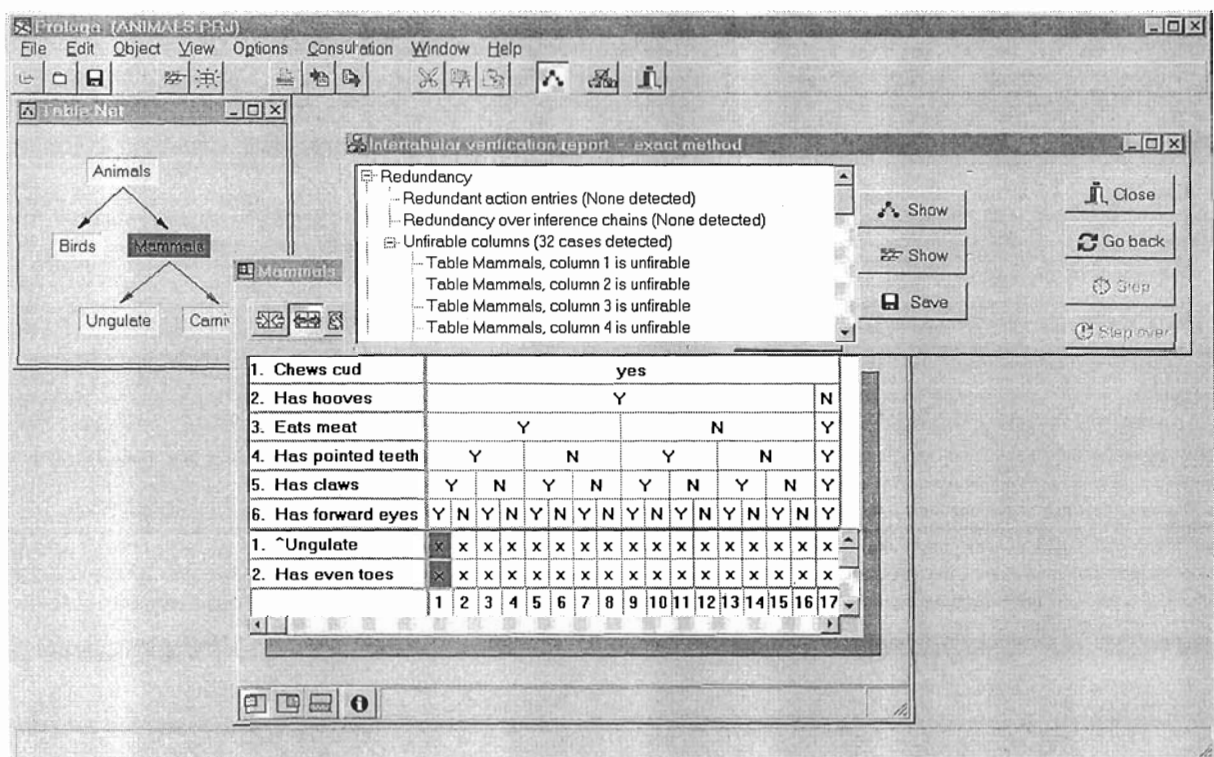 Prologa (ANIMALS.PRJ)
File Edit Object View Options Consultation Window Help
Table Net
Animals
Birds Mammals
Ungulate Carni
Intertabular verification report - exact method
Redundancy
Redundant action entries (None detected)
Redundancy over inference chains (None detected)
Unfirable columns (32 cases detected)
Table Mammals, column 1 is unfirable
Table Mammals, column 2 is unfirable
Table Mammals, column 3 is unfirable
Table Mammals, column 4 is unfirable
Show
Show
Save
Close
Go back
Step
Step over
Mammals
1. Chews cud yes
2. Has hooves Y N
3. Eats meat Y N Y
4. Has pointed teeth Y N Y N Y
5. Has claws Y N Y N Y N Y N Y
6. Has forward eyes Y N Y N Y N Y N Y N Y N Y N Y N Y
1. ^Ungulate x x x x x x x x x x x x x x x x x
2. Has even toes x x x x x x x x x x x x x x x x x
1 2 3 4 5 6 7 8 9 10 11 12 13 14 15 16 17